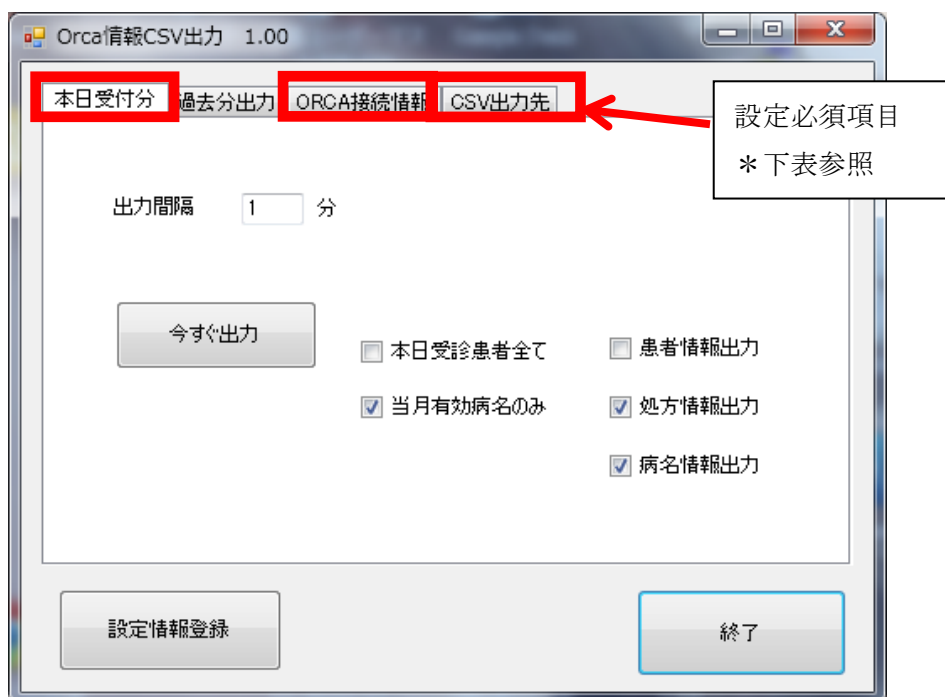 Orca情報CSV出力 1.00
本日受付分 過去分出力 ORCA接続情報 CSV出力先
設定必須項目
＊下表参照
出力間隔 1 分
今すぐ出力
本日受診患者全て 患者情報出力
当月有効病名のみ 処方情報出力
病名情報出力
設定情報登録 終了